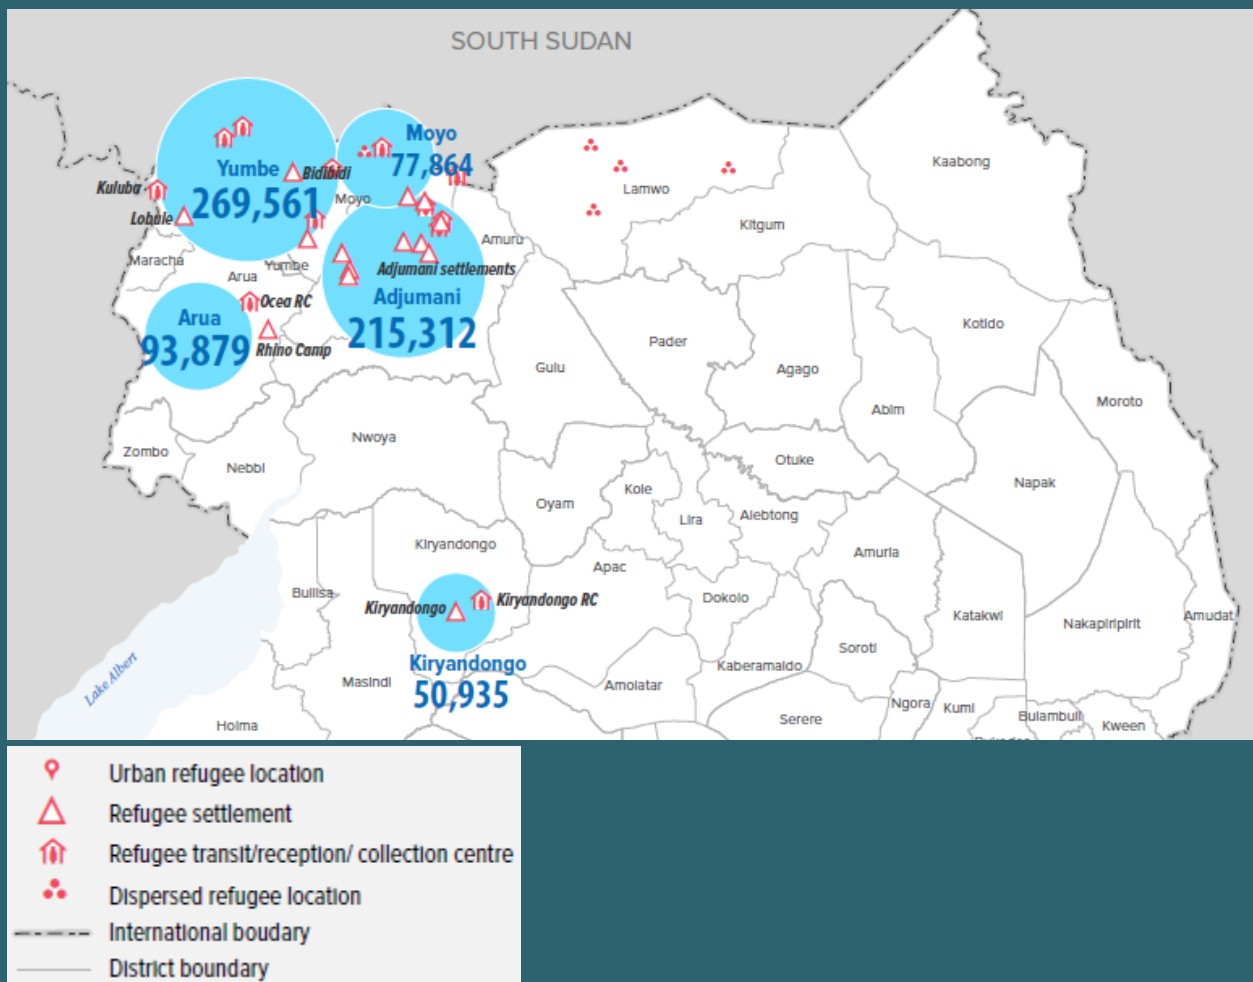 SOUTH SUDAN
Moyo
77,864
Yumbe
269,561
Bidibidi
Kuluba
Lobule
Moyo
Maracha
Arua
Yumbe
Amuru
Adjumani settlements
Adjumani
215,312
Ocea RC
Arua
93,879
Rhino Camp
Lamwo
Kaabong
Kitgum
Kotido
Pader
Gulu
Agago
Abim
Moroto
Nwoya
Zombo
Nebbi
Otuke
Napak
Kole
Oyam
Lira
Alebtong
Kiryandongo
Amuria
Apac
Buliisa
Kiryandongo
Kiryandongo RC
Dokolo
Katakwi
Nakapiripirit
Amudat
Soroti
Kiryandongo
50,935
Kaberamaido
Lake Albert
Masindi
Amolatar
Ngora
Kumi
Bulambuli
Kween
Serere
Hoima
Urban refugee location
Refugee settlement
Refugee transit/reception/ collection centre
Dispersed refugee location
International boudary
District boundary